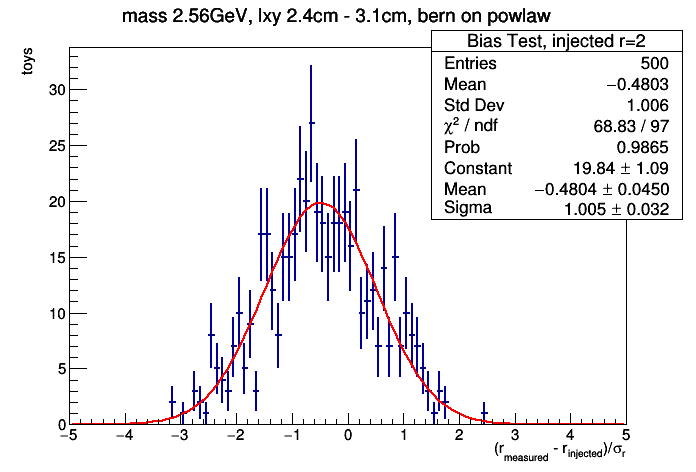 mass 2.56GeV, lxy 2.4cm - 3.1cm, bern on powlaw
toys
Bias Test, injected r=2
Entries 500
Mean −0.4803
Std Dev 1.006
χ² / ndf 68.83 / 97
Prob 0.9865
Constant 19.84 ± 1.09
Mean −0.4804 ± 0.0450
Sigma 1.005 ± 0.032
30
25
20
15
10
5
0
−5 −4 −3 −2 −1 0 1 2 3 4 5
(r_measured - r_injected)/σ_r